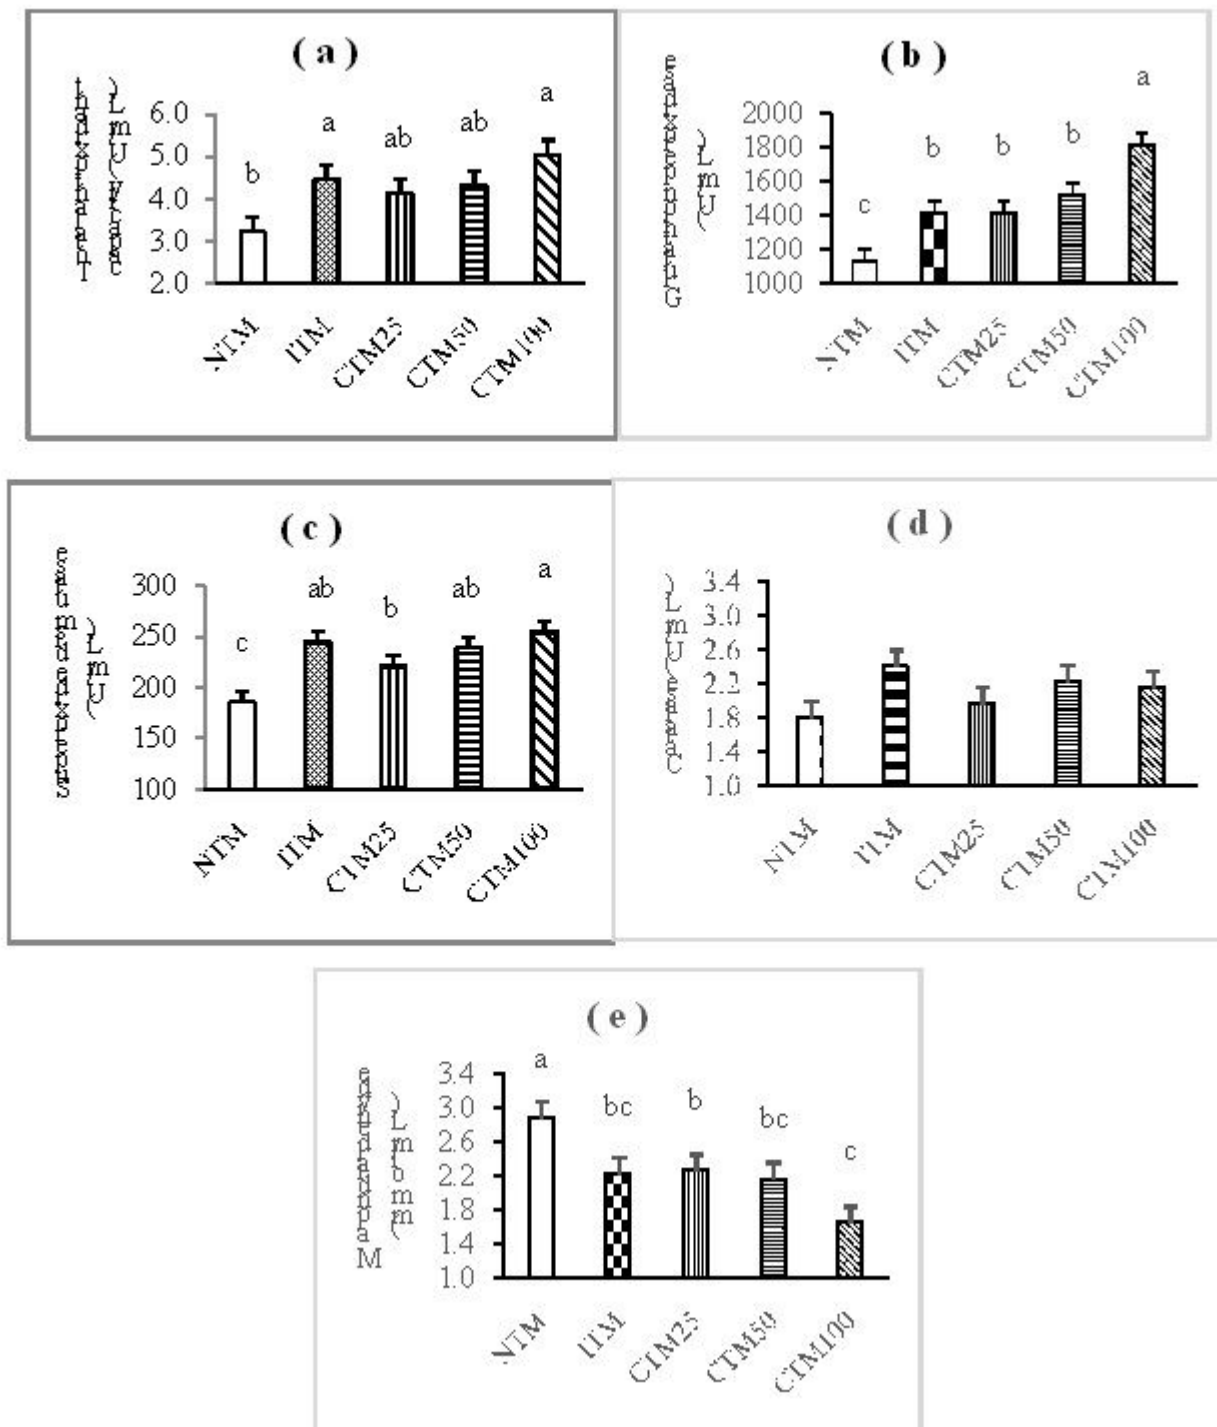 ( a )
6.0
5.0
4.0
3.0
2.0
b
a
ab
ab
a
NTM
ITM
CTM25
CTM50
CTM100
( b )
2000
1800
1600
1400
1200
1000
c
b
b
b
a
NTM
ITM
CTM25
CTM50
CTM100
( c )
300
250
200
150
100
c
ab
b
ab
a
NTM
ITM
CTM25
CTM50
CTM100
( d )
3.4
3.0
2.6
2.2
1.8
1.4
1.0
NTM
ITM
CTM25
CTM50
CTM100
( e )
3.4
3.0
2.6
2.2
1.8
1.4
1.0
a
bc
b
bc
c
NTM
ITM
CTM25
CTM50
CTM100